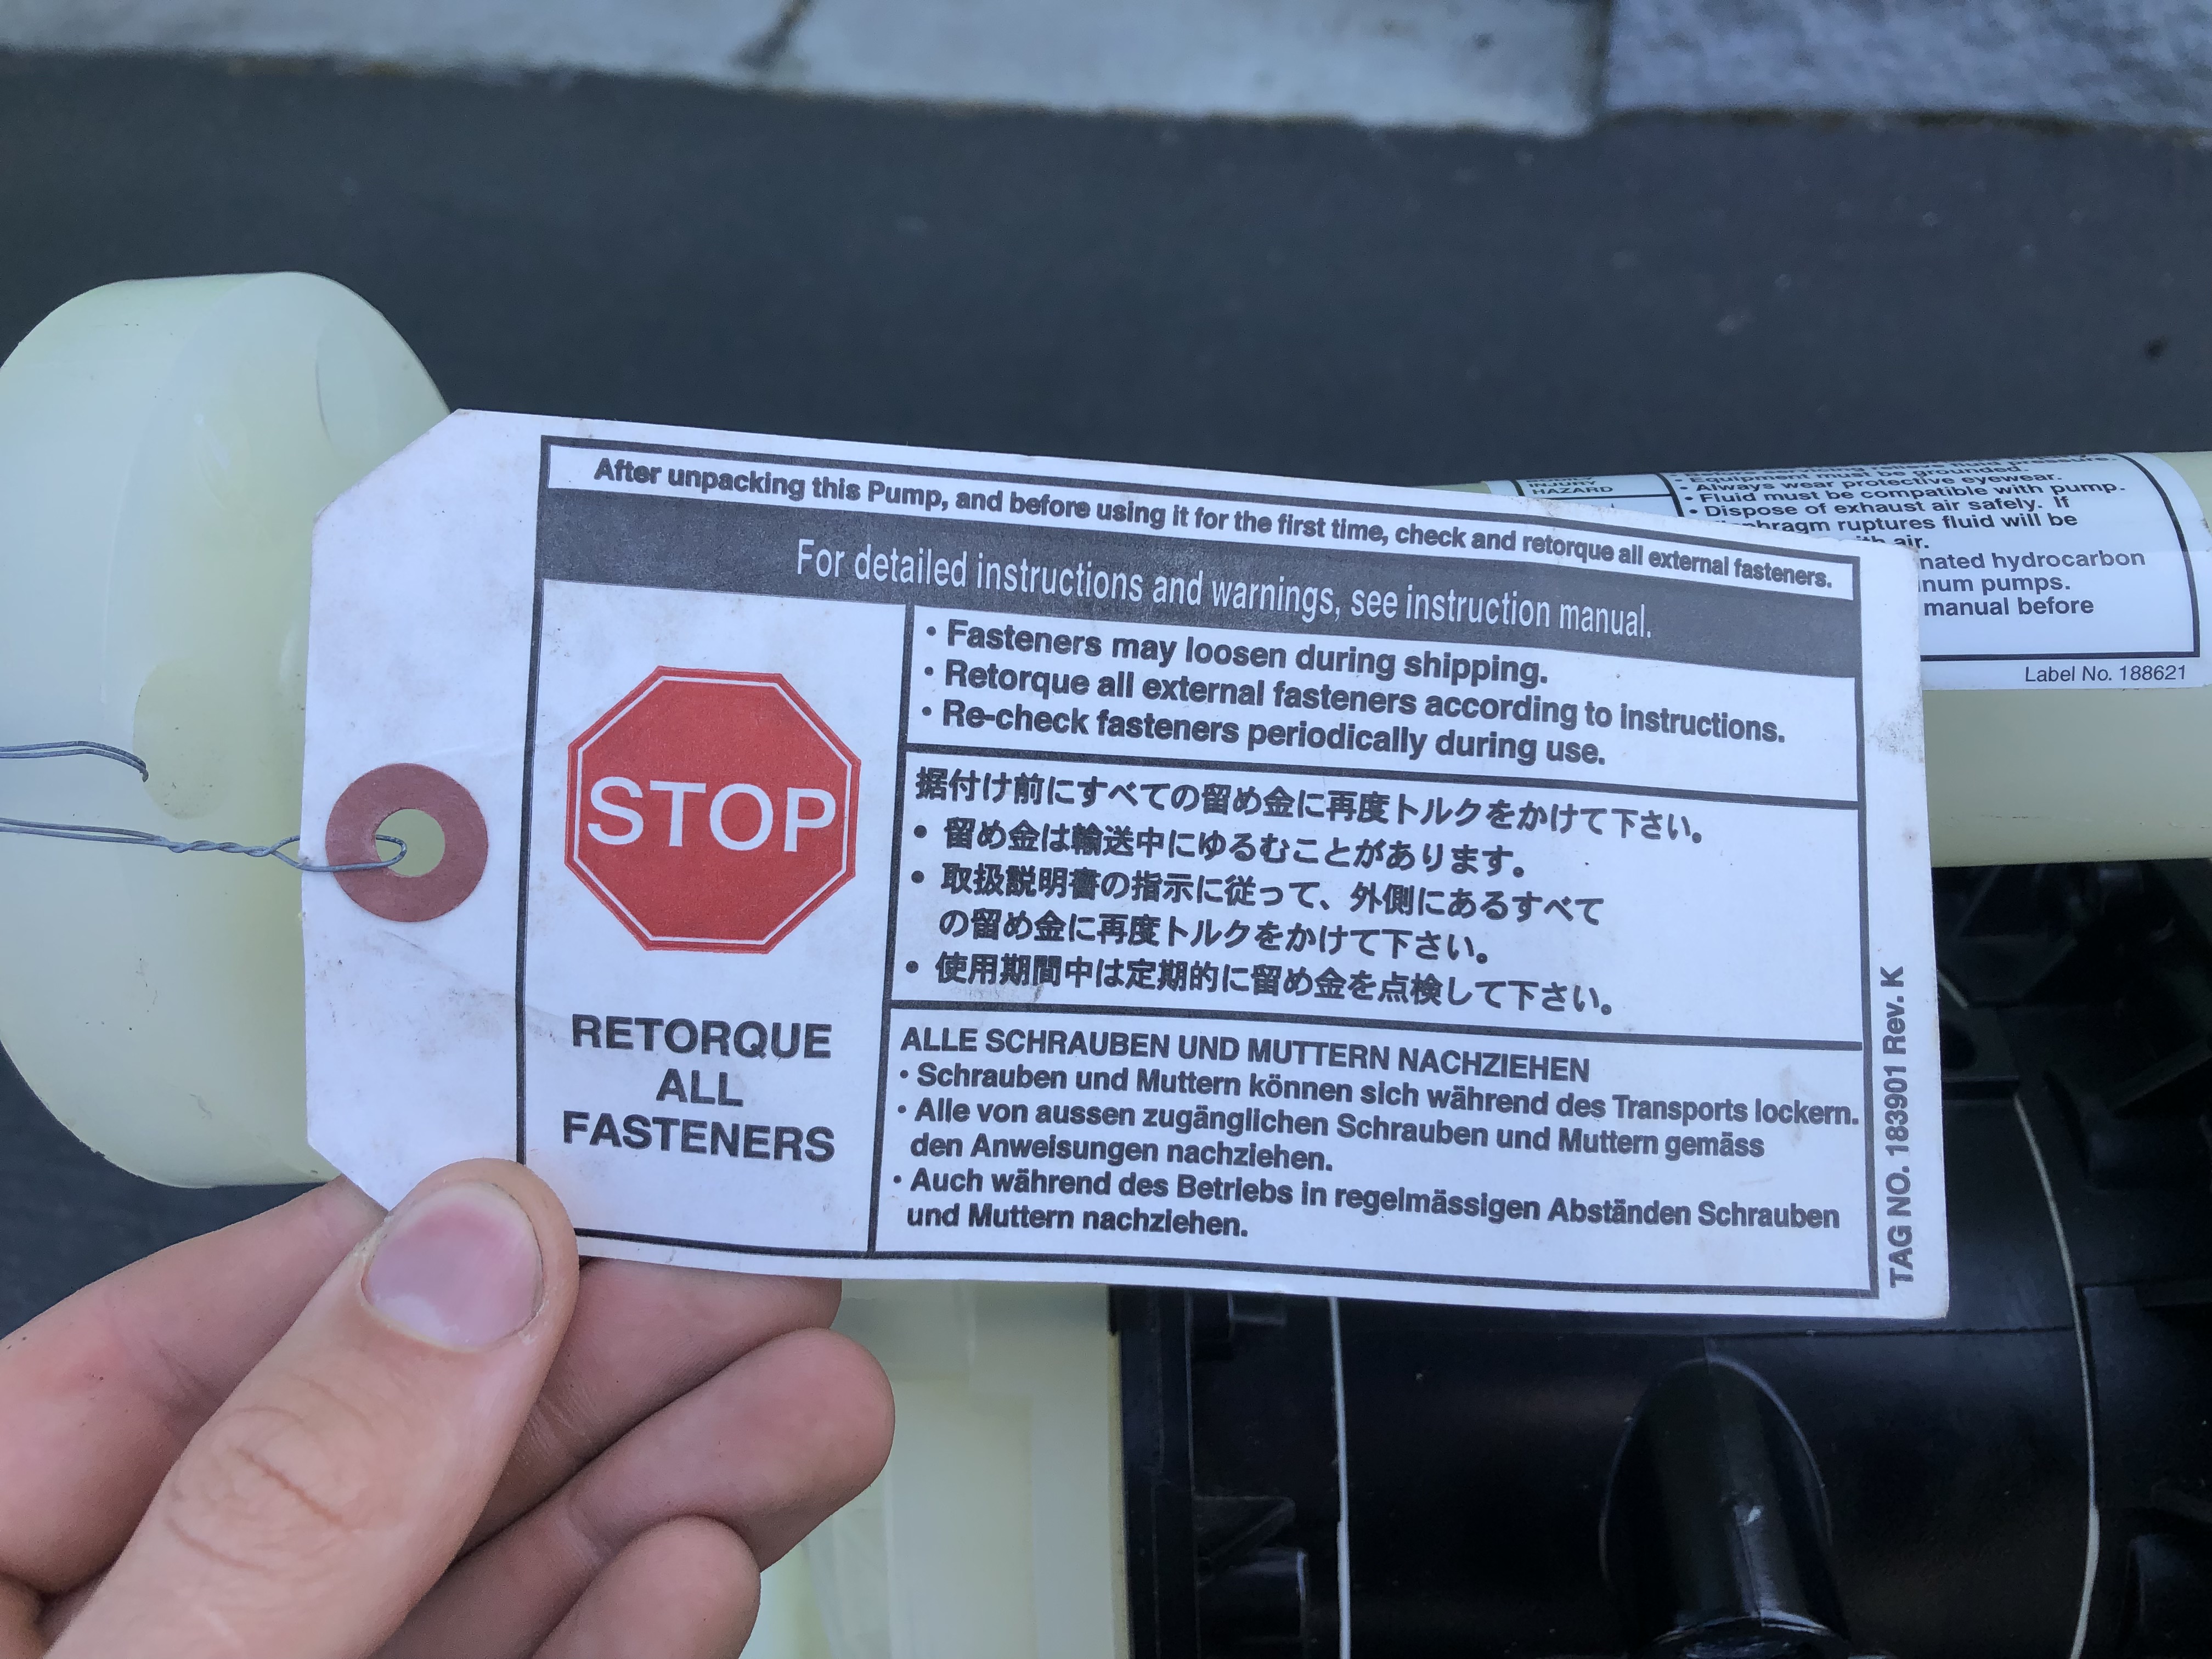 After unpacking this Pump, and before using it for the first time, check and retorque all external fasteners.
For detailed instructions and warnings, see instruction manual.
STOP
RETORQUE
ALL
FASTENERS
• Fasteners may loosen during shipping.
• Retorque all external fasteners according to instructions.
• Re-check fasteners periodically during use.
据付け前にすべての留め金に再度トルクをかけて下さい。
• 留め金は輸送中にゆるむことがあります。
• 取扱説明書の指示に従って、外側にあるすべて
の留め金に再度トルクをかけて下さい。
• 使用期間中は定期的に留め金を点検して下さい。
ALLE SCHRAUBEN UND MUTTERN NACHZIEHEN
• Schrauben und Muttern können sich während des Transports lockern.
• Alle von aussen zugänglichen Schrauben und Muttern gemäss
den Anweisungen nachziehen.
• Auch während des Betriebs in regelmässigen Abständen Schrauben
und Muttern nachziehen.
TAG NO. 183901 Rev. K
INJURY
HAZARD
• Equipment must be grounded.
• Always wear protective eyewear.
• Fluid must be compatible with pump.
• Dispose of exhaust air safely. If
ruptures fluid will be
air.
hydrocarbon
pumps.
manual before
Label No. 188621